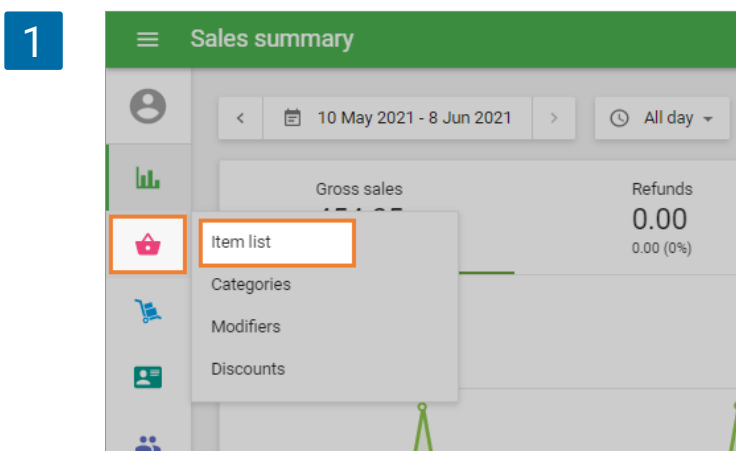 1
Sales summary
10 May 2021 - 8 Jun 2021
All day
Gross sales
Refunds
0.00
0.00 (0%)
Item list
Categories
Modifiers
Discounts